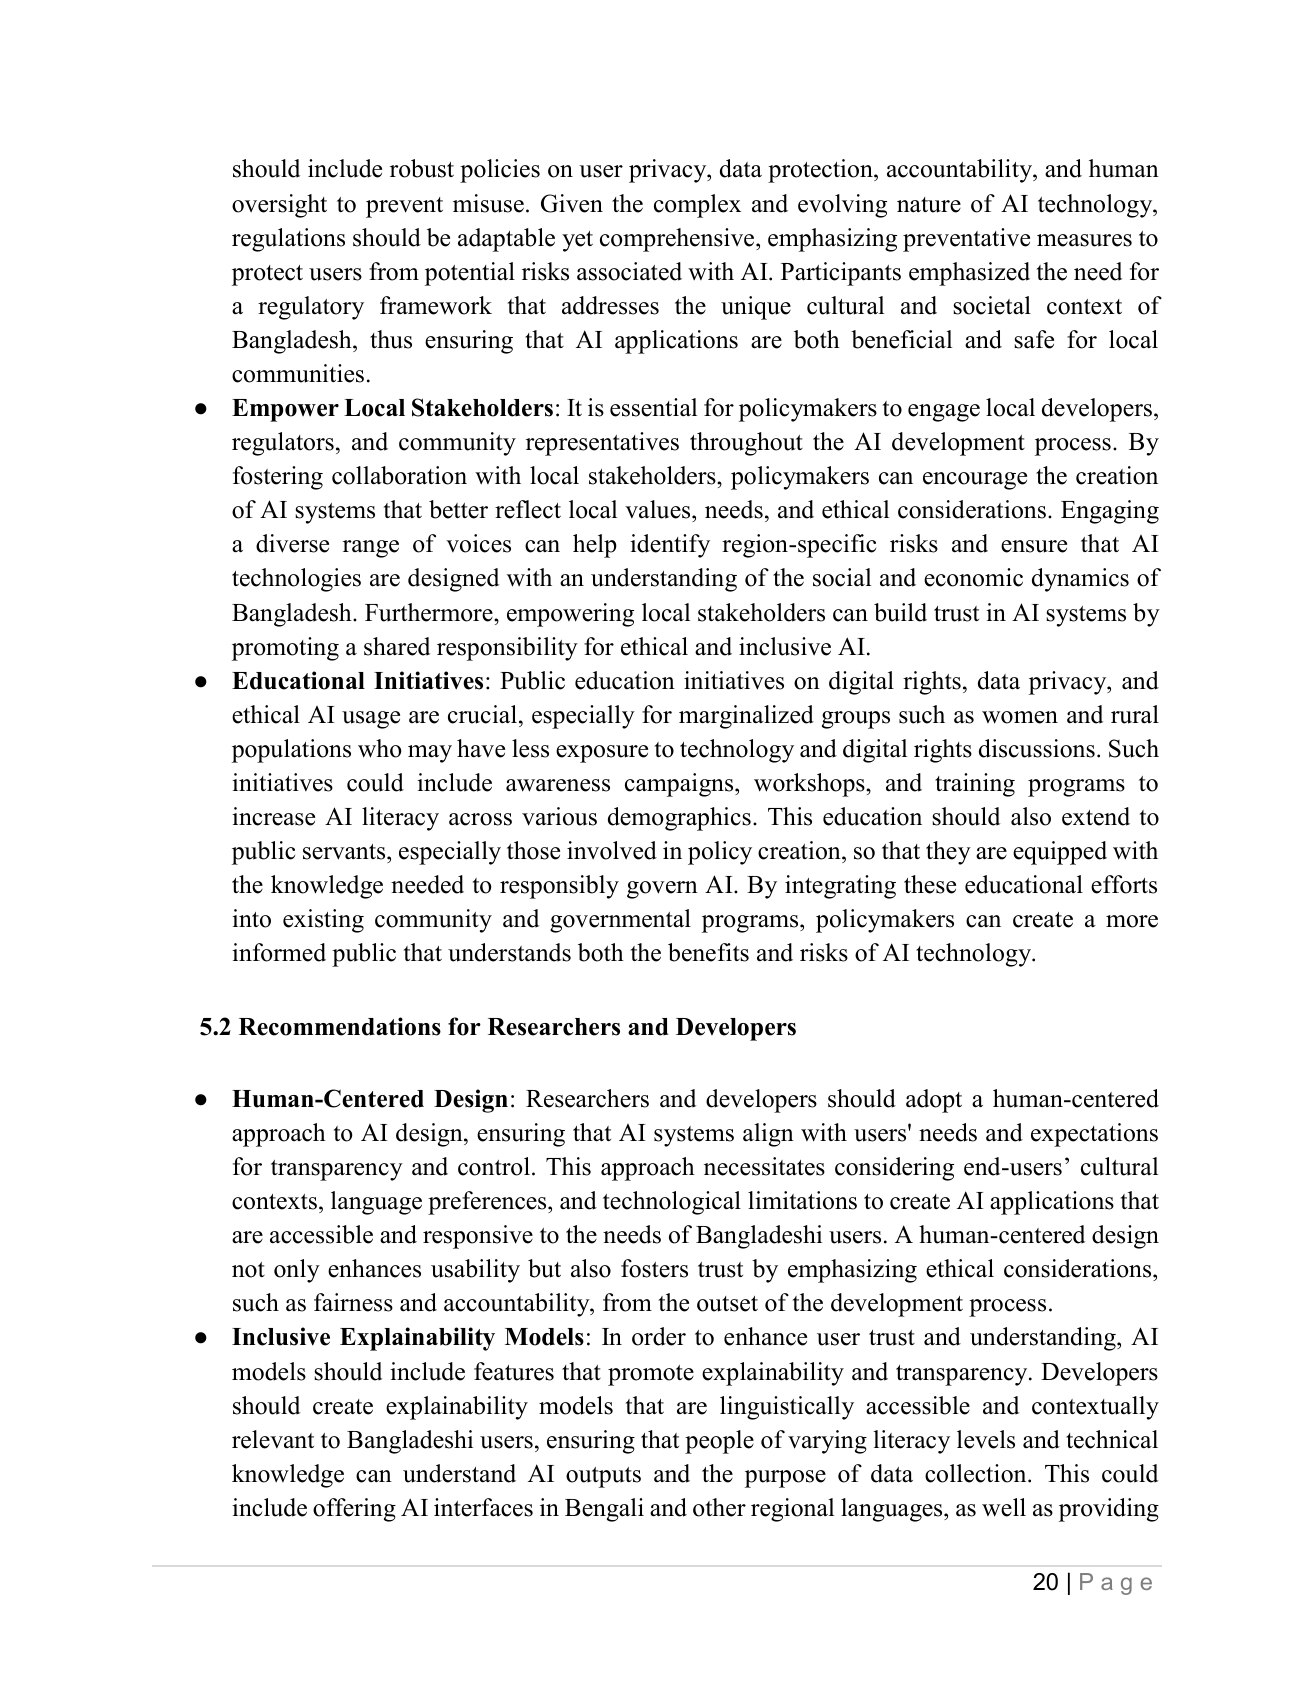 should include robust policies on user privacy, data protection, accountability, and human
oversight to prevent misuse. Given the complex and evolving nature of AI technology,
regulations should be adaptable yet comprehensive, emphasizing preventative measures to
protect users from potential risks associated with AI. Participants emphasized the need for
a regulatory framework that addresses the unique cultural and societal context of
Bangladesh, thus ensuring that AI applications are both beneficial and safe for local
communities.
● Empower Local Stakeholders: It is essential for policymakers to engage local developers,
regulators, and community representatives throughout the AI development process. By
fostering collaboration with local stakeholders, policymakers can encourage the creation
of AI systems that better reflect local values, needs, and ethical considerations. Engaging
a diverse range of voices can help identify region-specific risks and ensure that AI
technologies are designed with an understanding of the social and economic dynamics of
Bangladesh. Furthermore, empowering local stakeholders can build trust in AI systems by
promoting a shared responsibility for ethical and inclusive AI.
● Educational Initiatives: Public education initiatives on digital rights, data privacy, and
ethical AI usage are crucial, especially for marginalized groups such as women and rural
populations who may have less exposure to technology and digital rights discussions. Such
initiatives could include awareness campaigns, workshops, and training programs to
increase AI literacy across various demographics. This education should also extend to
public servants, especially those involved in policy creation, so that they are equipped with
the knowledge needed to responsibly govern AI. By integrating these educational efforts
into existing community and governmental programs, policymakers can create a more
informed public that understands both the benefits and risks of AI technology.
5.2 Recommendations for Researchers and Developers
● Human-Centered Design: Researchers and developers should adopt a human-centered
approach to AI design, ensuring that AI systems align with users' needs and expectations
for transparency and control. This approach necessitates considering end-users’ cultural
contexts, language preferences, and technological limitations to create AI applications that
are accessible and responsive to the needs of Bangladeshi users. A human-centered design
not only enhances usability but also fosters trust by emphasizing ethical considerations,
such as fairness and accountability, from the outset of the development process.
● Inclusive Explainability Models: In order to enhance user trust and understanding, AI
models should include features that promote explainability and transparency. Developers
should create explainability models that are linguistically accessible and contextually
relevant to Bangladeshi users, ensuring that people of varying literacy levels and technical
knowledge can understand AI outputs and the purpose of data collection. This could
include offering AI interfaces in Bengali and other regional languages, as well as providing
20 | P a g e